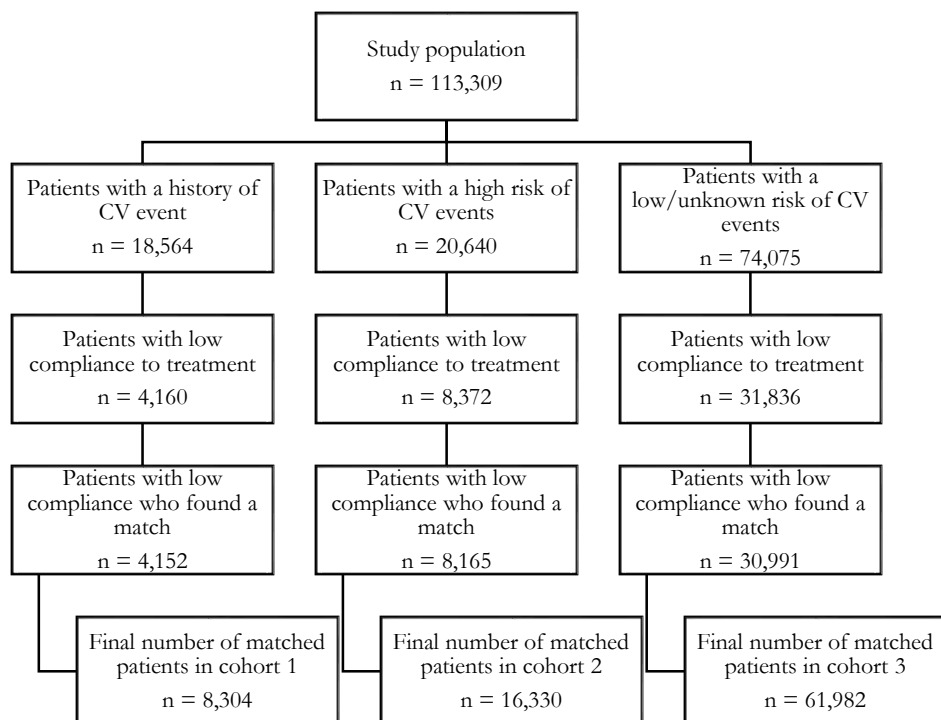 Study population
n = 113,309
Patients with a history of
CV event
n = 18,564
Patients with a high risk of
CV events
n = 20,640
Patients with a
low/unknown risk of CV
events
n = 74,075
Patients with low
compliance to treatment
n = 4,160
Patients with low
compliance to treatment
n = 8,372
Patients with low
compliance to treatment
n = 31,836
Patients with low
compliance who found a
match
n = 4,152
Patients with low
compliance who found a
match
n = 8,165
Patients with low
compliance who found a
match
n = 30,991
Final number of matched
patients in cohort 1
n = 8,304
Final number of matched
patients in cohort 2
n = 16,330
Final number of matched
patients in cohort 3
n = 61,982